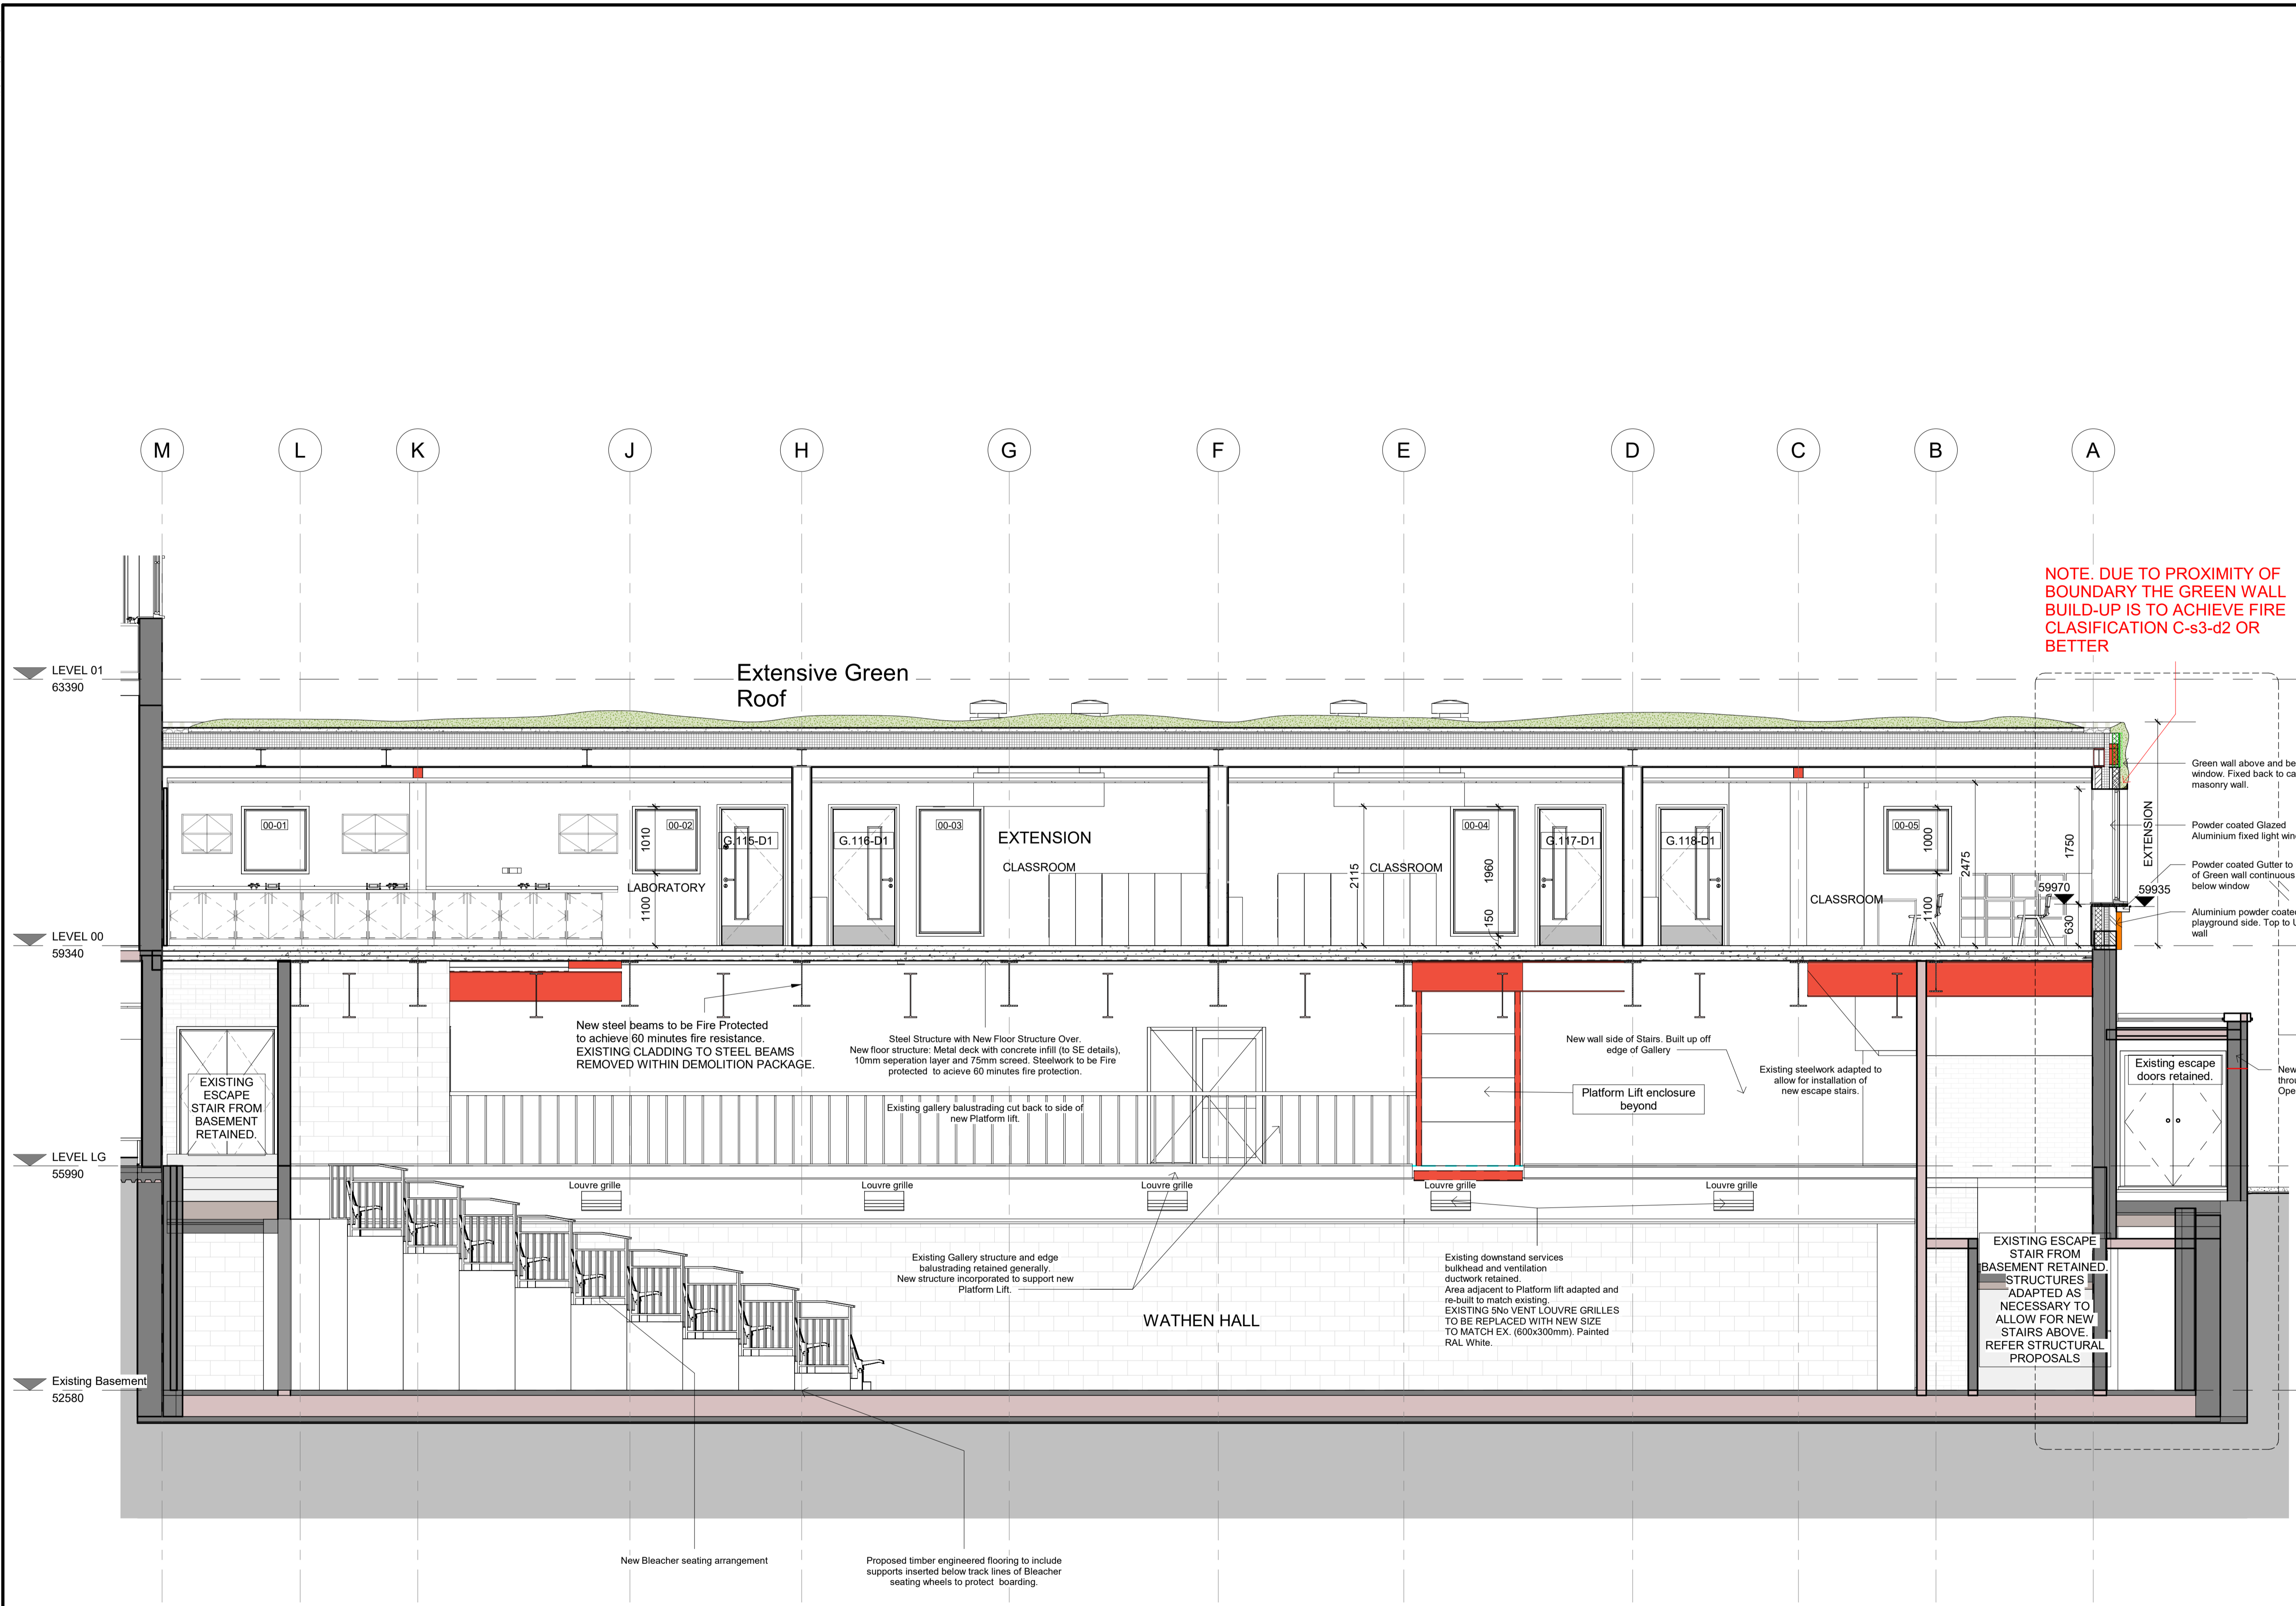 M
L
K
J
H
G
F
E
D
C
B
A
NOTE. DUE TO PROXIMITY OF
BOUNDARY THE GREEN WALL
BUILD-UP IS TO ACHIEVE FIRE
CLASIFICATION C-s3-d2 OR
BETTER
LEVEL 01
63390
Extensive Green
Roof
Green wall above and be
window. Fixed back to ca
masonry wall.
EXTENSION
Powder coated Glazed
Aluminium fixed light win
Powder coated Gutter to
of Green wall continuous
below window
Aluminium powder coated
playground side. Top to U
wall
00-01
00-02
1010
1100
LABORATORY
G.115-D1
G.116-D1
00-03
EXTENSION
CLASSROOM
2115
CLASSROOM
00-04
1960
150
G.117-D1
G.118-D1
00-05
1000
1100
2475
CLASSROOM
1750
630
59970
59935
LEVEL 00
59340
New steel beams to be Fire Protected
to achieve 60 minutes fire resistance.
EXISTING CLADDING TO STEEL BEAMS
REMOVED WITHIN DEMOLITION PACKAGE.
Steel Structure with New Floor Structure Over.
New floor structure: Metal deck with concrete infill (to SE details),
10mm seperation layer and 75mm screed. Steelwork to be Fire
protected to acieve 60 minutes fire protection.
New wall side of Stairs. Built up off
edge of Gallery
Existing steelwork adapted to
allow for installation of
new escape stairs.
Platform Lift enclosure
beyond
Existing escape
doors retained.
New
throu
Ope
EXISTING
ESCAPE
STAIR FROM
BASEMENT
RETAINED.
Existing gallery balustrading cut back to side of
new Platform lift.
LEVEL LG
55990
Louvre grille
Louvre grille
Louvre grille
Louvre grille
Louvre grille
Existing Gallery structure and edge
balustrading retained generally.
New structure incorporated to support new
Platform Lift.
WATHEN HALL
Existing downstand services
bulkhead and ventilation
ductwork retained.
Area adjacent to Platform lift adapted and
re-built to match existing.
EXISTING 5No VENT LOUVRE GRILLES
TO BE REPLACED WITH NEW SIZE
TO MATCH EX. (600x300mm). Painted
RAL White.
EXISTING ESCAPE
STAIR FROM
BASEMENT RETAINED.
STRUCTURES
ADAPTED AS
NECESSARY TO
ALLOW FOR NEW
STAIRS ABOVE.
REFER STRUCTURAL
PROPOSALS
Existing Basement
52580
New Bleacher seating arrangement
Proposed timber engineered flooring to include
supports inserted below track lines of Bleacher
seating wheels to protect boarding.